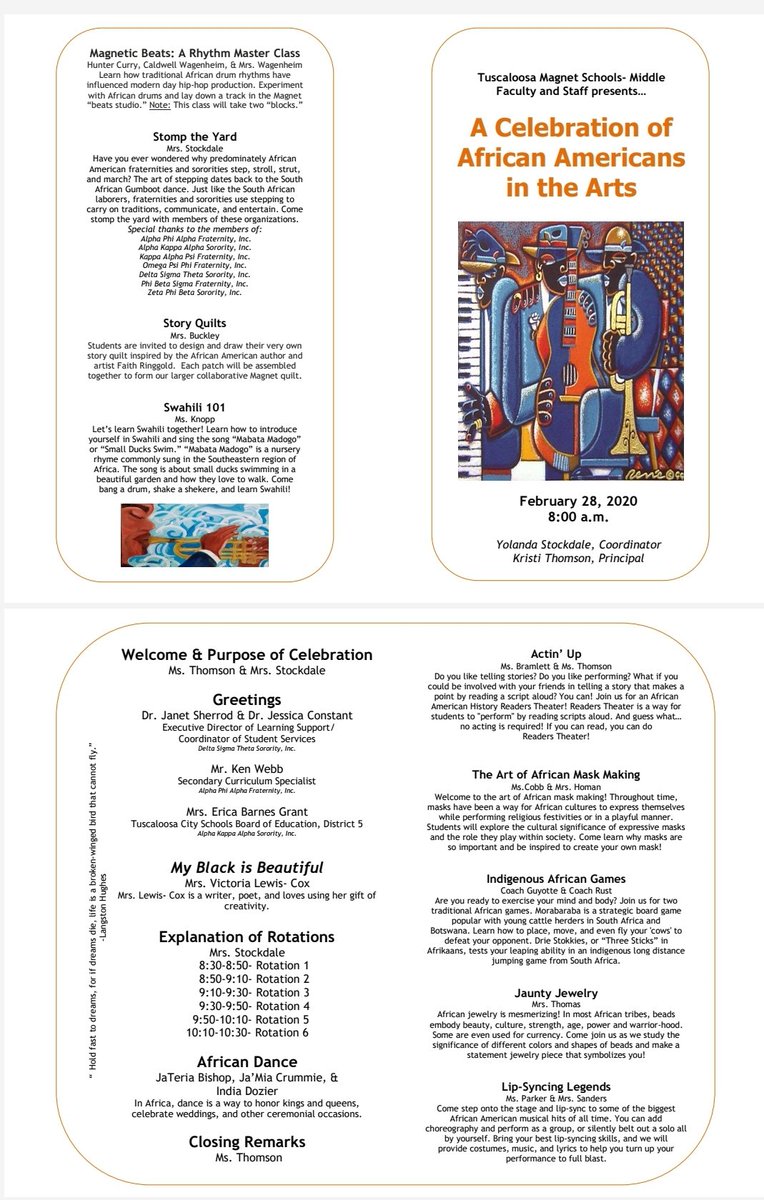 Magnetic Beats: A Rhythm Master Class
Hunter Curry, Caldwell Wagenheim, & Mrs. Wagenheim
Learn how traditional African drum rhythms have
influenced modern day hip-hop production. Experiment
with African drums and lay down a track in the Magnet
“beats studio.” Note: This class will take two “blocks.”
Stomp the Yard
Mrs. Stockdale
Have you ever wondered why predominately African
American fraternities and sororities step, stroll, strut,
and march? The art of stepping dates back to the South
African Gumboot dance. Just like the South African
laborers, fraternities and sororities use stepping to
carry on traditions, communicate, and entertain. Come
stomp the yard with members of these organizations.
Special thanks to the members of:
Alpha Phi Alpha Fraternity, Inc.
Alpha Kappa Alpha Sorority, Inc.
Kappa Alpha Psi Fraternity, Inc.
Omega Psi Phi Fraternity, Inc.
Delta Sigma Theta Sorority, Inc.
Phi Beta Sigma Fraternity, Inc.
Zeta Phi Beta Sorority, Inc.
Story Quilts
Mrs. Buckley
Students are invited to design and draw their very own
story quilt inspired by the African American author and
artist Faith Ringgold. Each patch will be assembled
together to form our larger collaborative Magnet quilt.
Swahili 101
Ms. Knopp
Let’s learn Swahili together! Learn how to introduce
yourself in Swahili and sing the song “Mabata Madogo”
or “Small Ducks Swim.” “Mabata Madogo” is a nursery
rhyme commonly sung in the Southeastern region of
Africa. The song is about small ducks swimming in a
beautiful garden and how they love to walk. Come
bang a drum, shake a shekere, and learn Swahili!
Tuscaloosa Magnet Schools- Middle
Faculty and Staff presents…
A Celebration of
African Americans
in the Arts
February 28, 2020
8:00 a.m.
Yolanda Stockdale, Coordinator
Kristi Thomson, Principal
“ Hold fast to dreams, for if dreams die, life is a broken-winged bird that cannot fly.”
-Langston Hughes
Welcome & Purpose of Celebration
Ms. Thomson & Mrs. Stockdale
Greetings
Dr. Janet Sherrod & Dr. Jessica Constant
Executive Director of Learning Support/
Coordinator of Student Services
Delta Sigma Theta Sorority, Inc.
Mr. Ken Webb
Secondary Curriculum Specialist
Alpha Phi Alpha Fraternity, Inc.
Mrs. Erica Barnes Grant
Tuscaloosa City Schools Board of Education, District 5
Alpha Kappa Alpha Sorority, Inc.
My Black is Beautiful
Mrs. Victoria Lewis- Cox
Mrs. Lewis- Cox is a writer, poet, and loves using her gift of
creativity.
Explanation of Rotations
Mrs. Stockdale
8:30-8:50- Rotation 1
8:50-9:10- Rotation 2
9:10-9:30- Rotation 3
9:30-9:50- Rotation 4
9:50-10:10- Rotation 5
10:10-10:30- Rotation 6
African Dance
JaTeria Bishop, Ja’Mia Crummie, &
India Dozier
In Africa, dance is a way to honor kings and queens,
celebrate weddings, and other ceremonial occasions.
Closing Remarks
Ms. Thomson
Actin’ Up
Ms. Bramlett & Ms. Thomson
Do you like telling stories? Do you like performing? What if you
could be involved with your friends in telling a story that makes a
point by reading a script aloud? You can! Join us for an African
American History Readers Theater! Readers Theater is a way for
students to "perform" by reading scripts aloud. And guess what…
no acting is required! If you can read, you can do
Readers Theater!
The Art of African Mask Making
Ms.Cobb & Mrs. Homan
Welcome to the art of African mask making! Throughout time,
masks have been a way for African cultures to express themselves
while performing religious festivities or in a playful manner.
Students will explore the cultural significance of expressive masks
and the role they play within society. Come learn why masks are
so important and be inspired to create your own mask!
Indigenous African Games
Coach Guyotte & Coach Rust
Are you ready to exercise your mind and body? Join us for two
traditional African games. Morabaraba is a strategic board game
popular with young cattle herders in South Africa and
Botswana. Learn how to place, move, and even fly your 'cows' to
defeat your opponent. Drie Stokkies, or “Three Sticks” in
Afrikaans, tests your leaping ability in an indigenous long distance
jumping game from South Africa.
Jaunty Jewelry
Mrs. Thomas
African jewelry is mesmerizing! In most African tribes, beads
embody beauty, culture, strength, age, power and warrior-hood.
Some are even used for currency. Come join us as we study the
significance of different colors and shapes of beads and make a
statement jewelry piece that symbolizes you!
Lip-Syncing Legends
Ms. Parker & Mrs. Sanders
Come step onto the stage and lip-sync to some of the biggest
African American musical hits of all time. You can add
choreography and perform as a group, or silently belt out a solo all
by yourself. Bring your best lip-syncing skills, and we will
provide costumes, music, and lyrics to help you turn up your
performance to full blast.